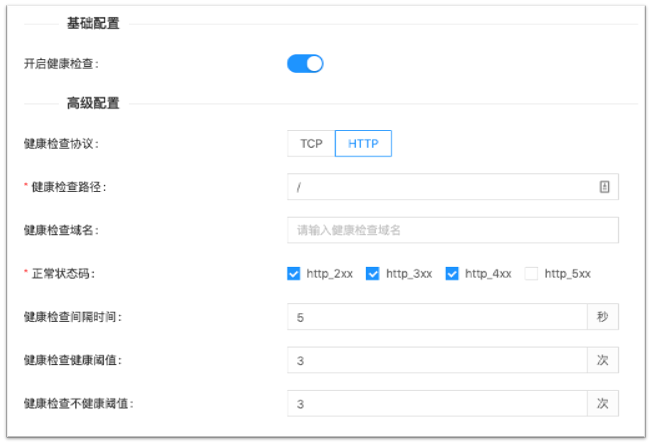 基础配置
开启健康检查:
高级配置
健康检查协议: TCP HTTP
* 健康检查路径: /
健康检查域名: 请输入健康检查域名
* 正常状态码: http_2xx http_3xx http_4xx http_5xx
健康检查间隔时间: 5 秒
健康检查健康阈值: 3 次
健康检查不健康阈值: 3 次